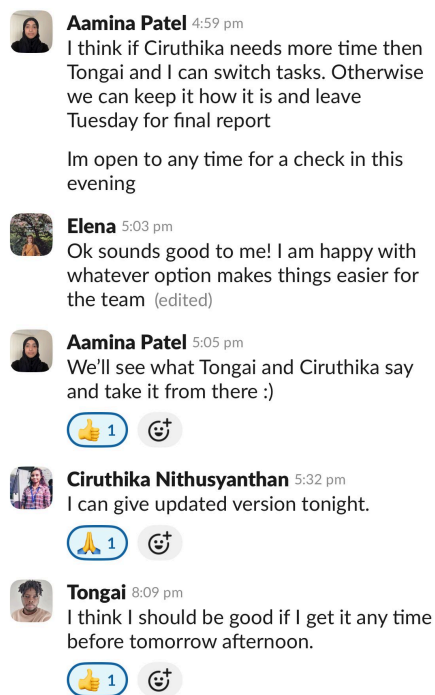 Aamina Patel 4:59 pm
I think if Ciruthika needs more time then
Tongai and I can switch tasks. Otherwise
we can keep it how it is and leave
Tuesday for final report
Im open to any time for a check in this
evening
Elena 5:03 pm
Ok sounds good to me! I am happy with
whatever option makes things easier for
the team (edited)
Aamina Patel 5:05 pm
We’ll see what Tongai and Ciruthika say
and take it from there :)
👍 1
Ciruthika Nithusyanthan 5:32 pm
I can give updated version tonight.
🙏 1
Tongai 8:09 pm
I think I should be good if I get it any time
before tomorrow afternoon.
👍 1